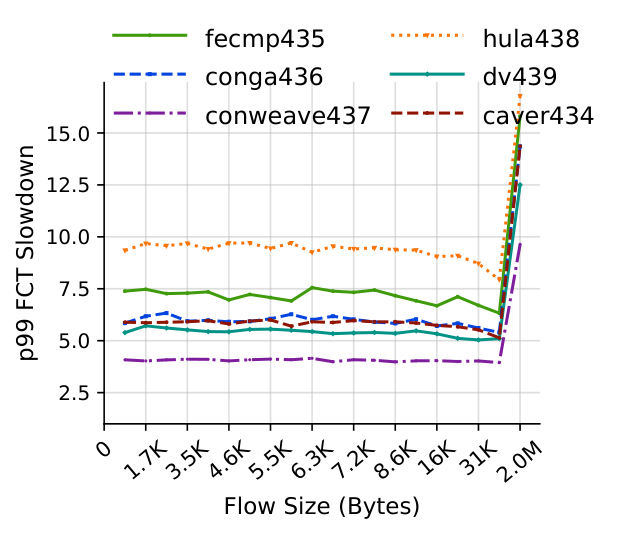 fecmp435
hula438
conga436
dv439
conweave437
caver434
p99 FCT Slowdown
15.0
12.5
10.0
7.5
5.0
2.5
0
1.7K
3.5K
4.6K
5.5K
6.3K
7.2K
8.6K
16K
31K
2.0M
Flow Size (Bytes)